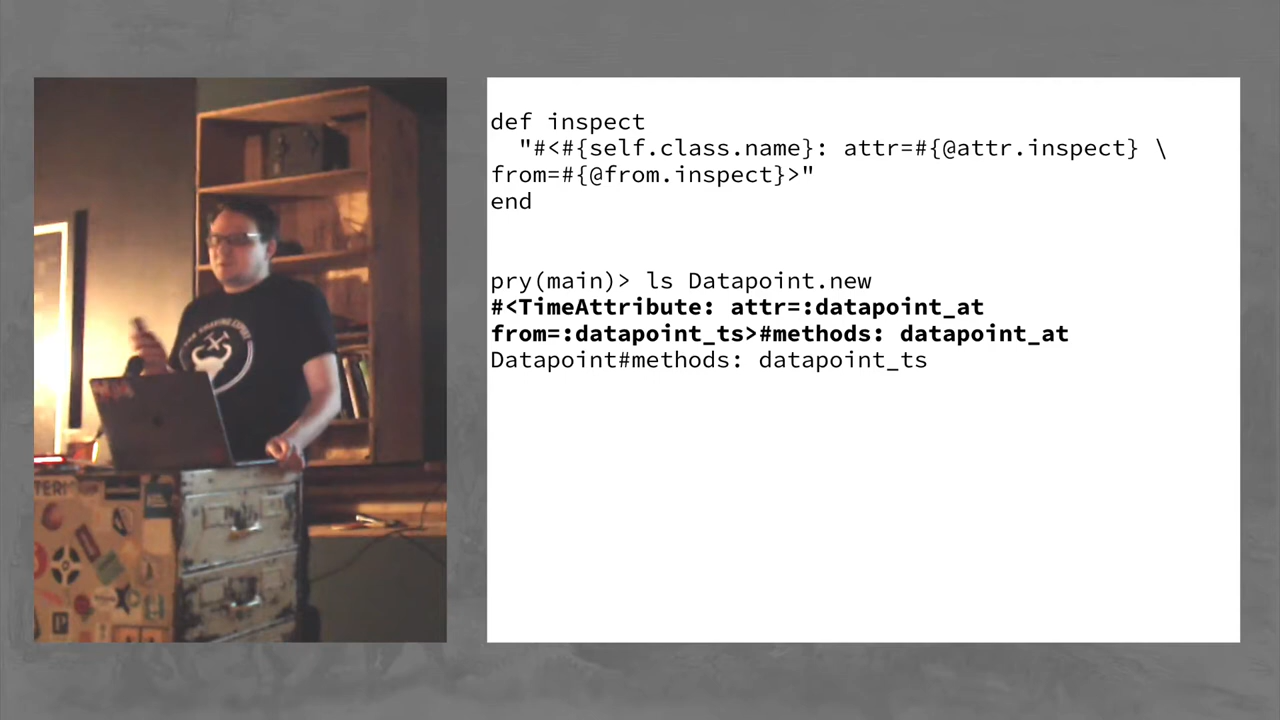 def inspect
  "#<#{self.class.name}: attr=#{@attr.inspect} \
from=#{@from.inspect}>"
end
pry(main)> ls Datapoint.new
#<TimeAttribute: attr=:datapoint_at
from=:datapoint_ts>#methods: datapoint_at
Datapoint#methods: datapoint_ts